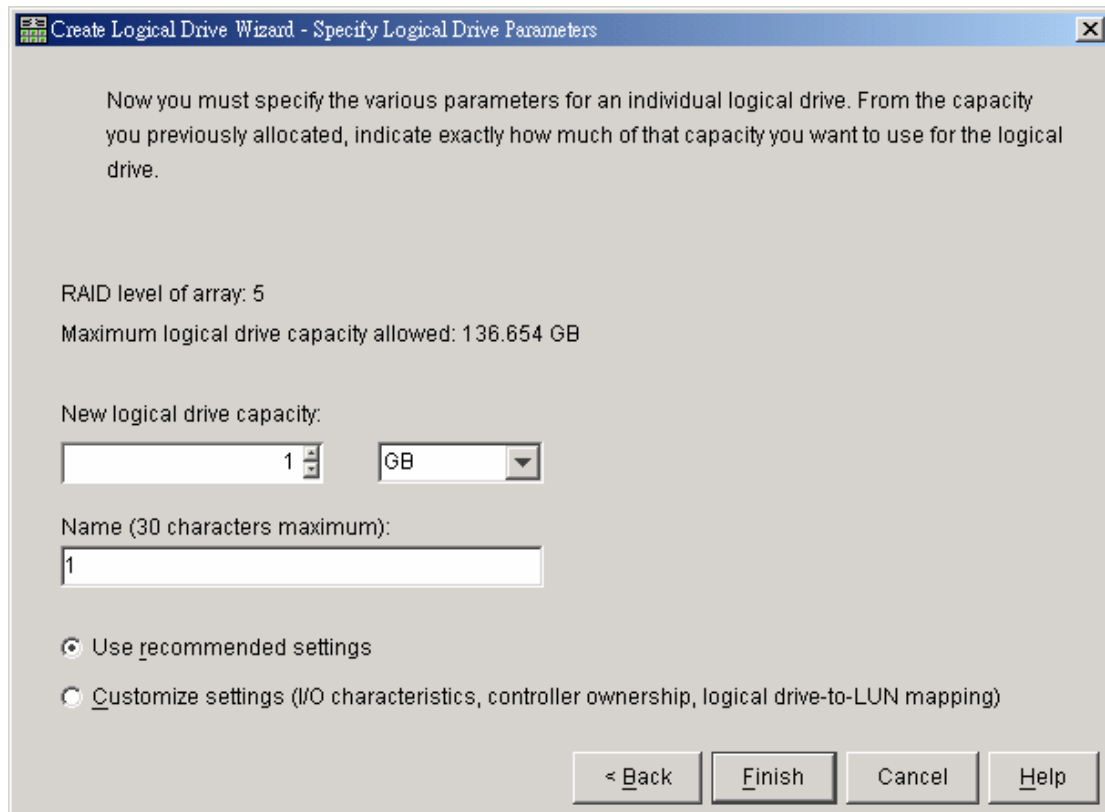 Create Logical Drive Wizard - Specify Logical Drive Parameters
Now you must specify the various parameters for an individual logical drive. From the capacity
you previously allocated, indicate exactly how much of that capacity you want to use for the logical
drive.
RAID level of array: 5
Maximum logical drive capacity allowed: 136.654 GB
New logical drive capacity:
1 GB
Name (30 characters maximum):
1
Use recommended settings
Customize settings (I/O characteristics, controller ownership, logical drive-to-LUN mapping)
< Back Finish Cancel Help